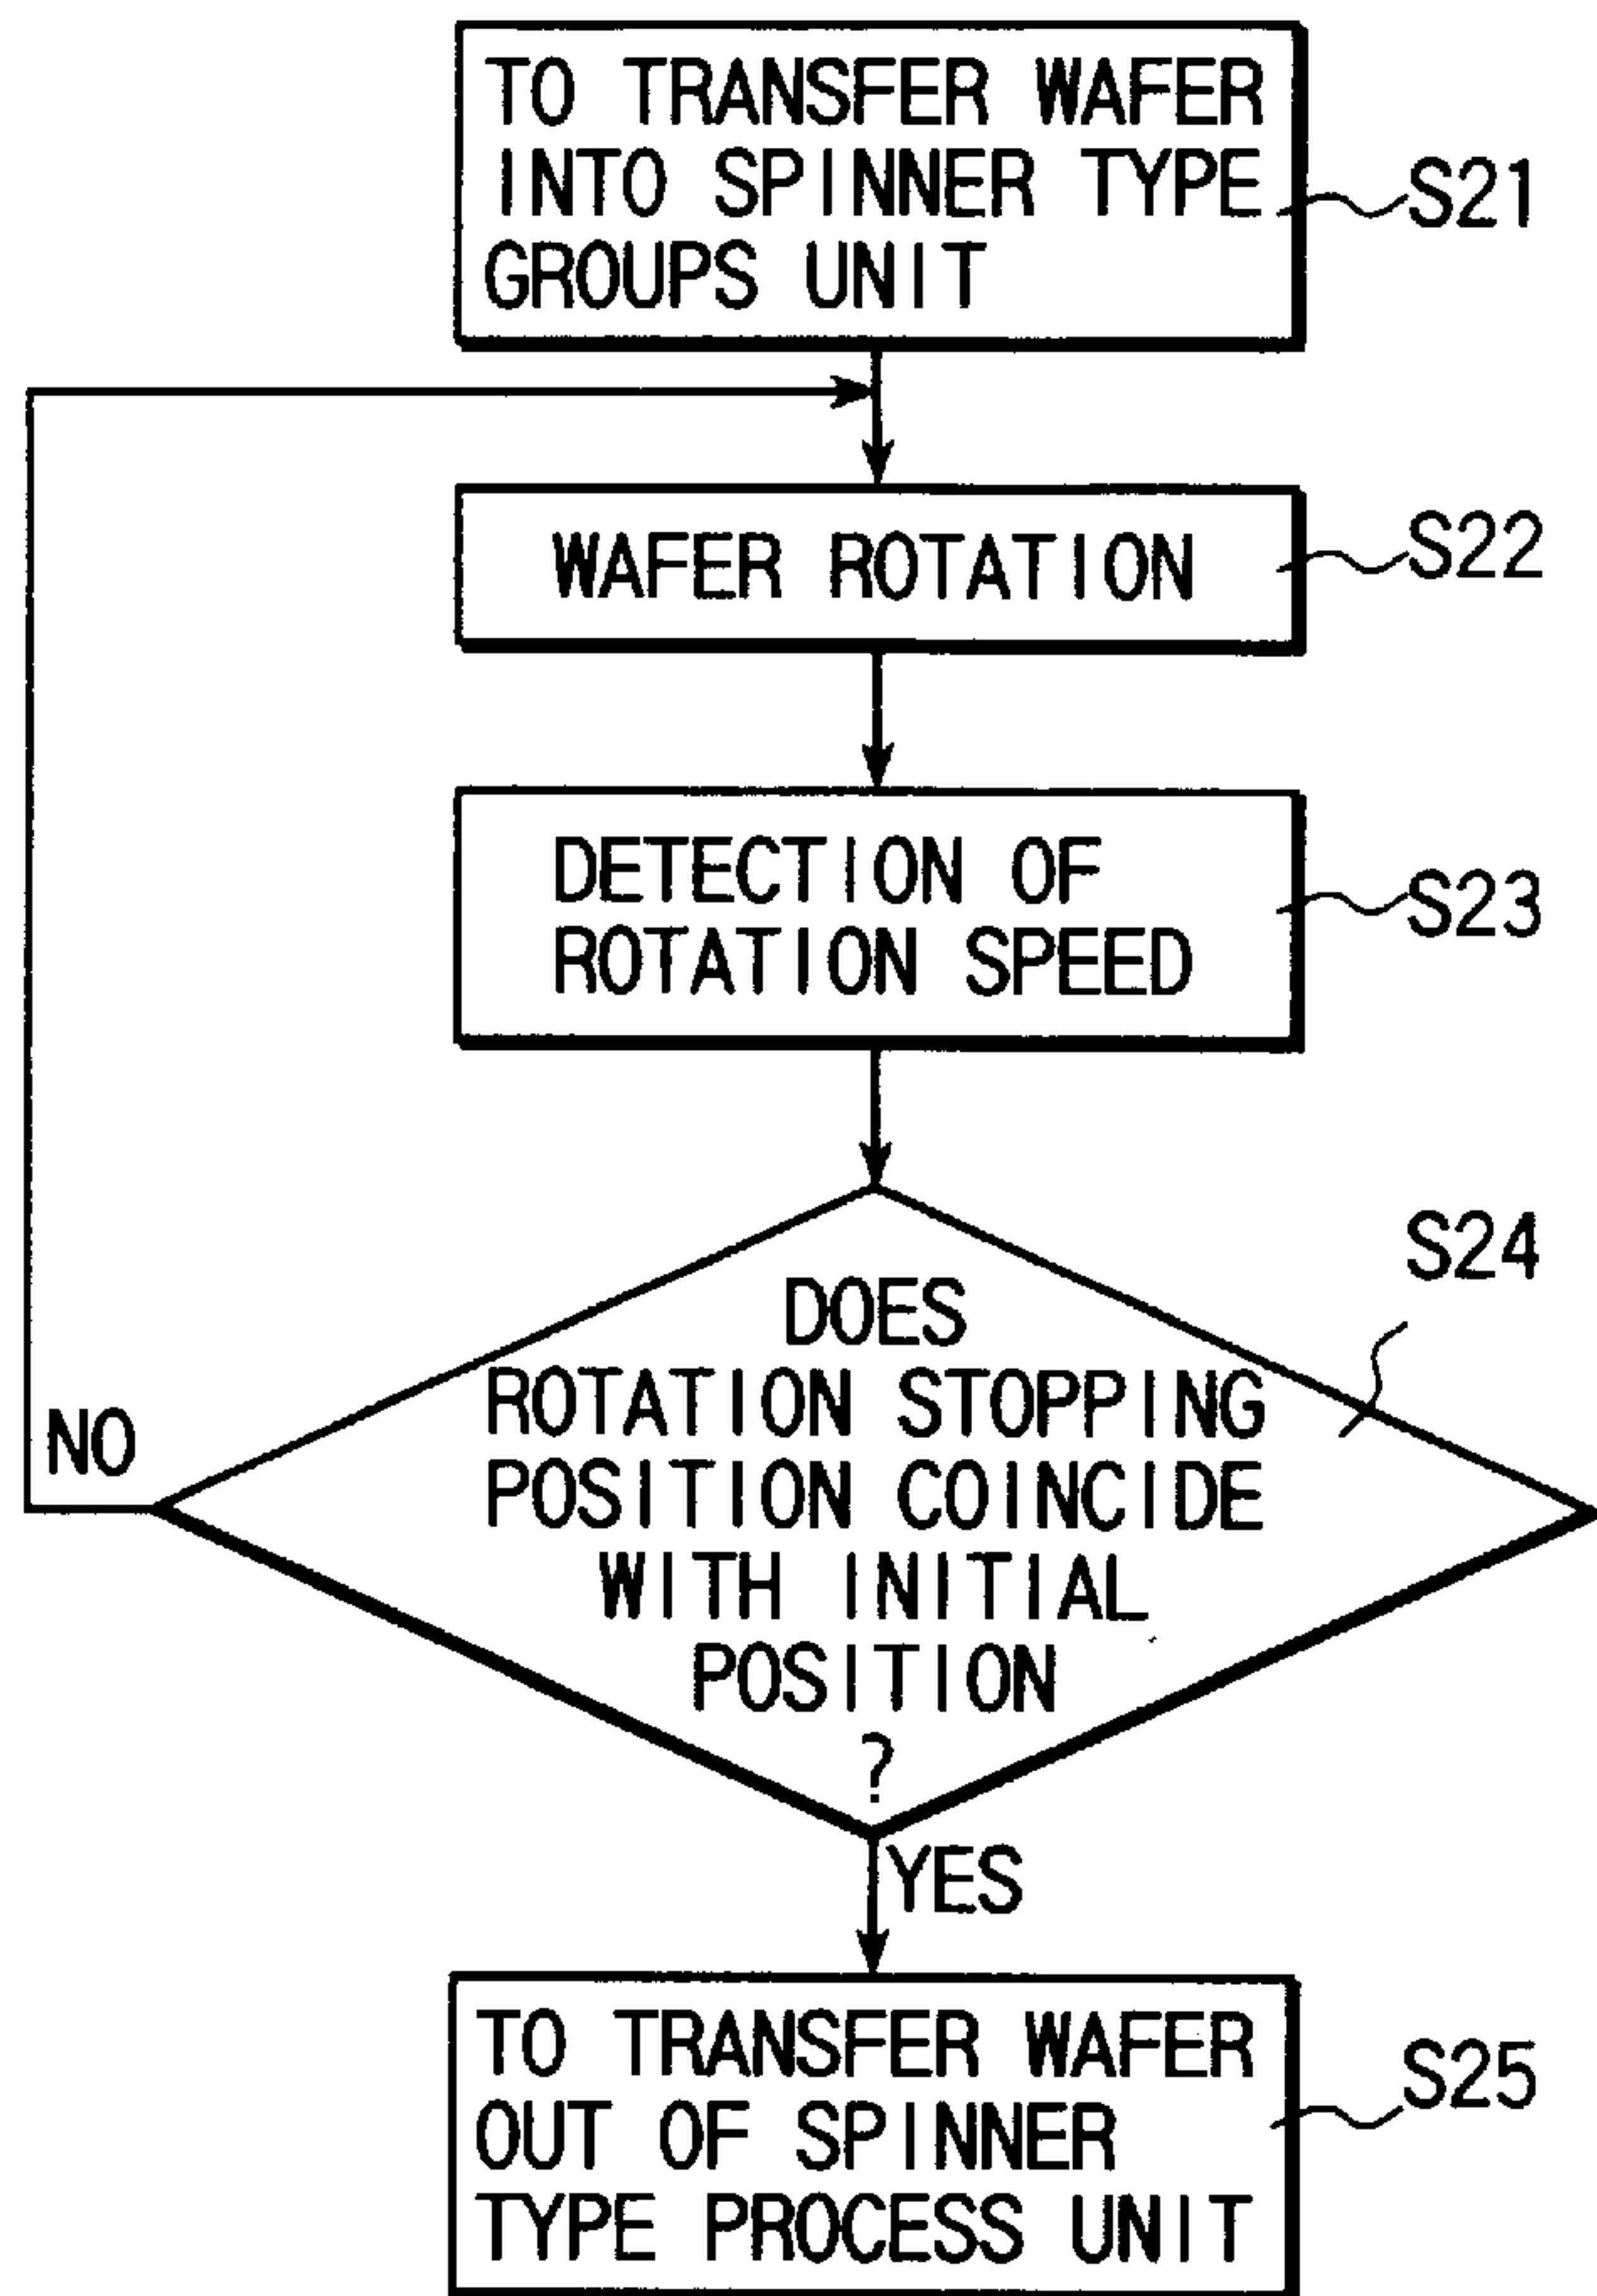 TO TRANSFER WAFER
INTO SPINNER TYPE
GROUPS UNIT
S21
WAFER ROTATION
S22
DETECTION OF
ROTATION SPEED
S23
S24
DOES
ROTATION STOPPING
POSITION COINCIDE
WITH INITIAL
POSITION
?
NO
YES
TO TRANSFER WAFER
OUT OF SPINNER
TYPE PROCESS UNIT
S25